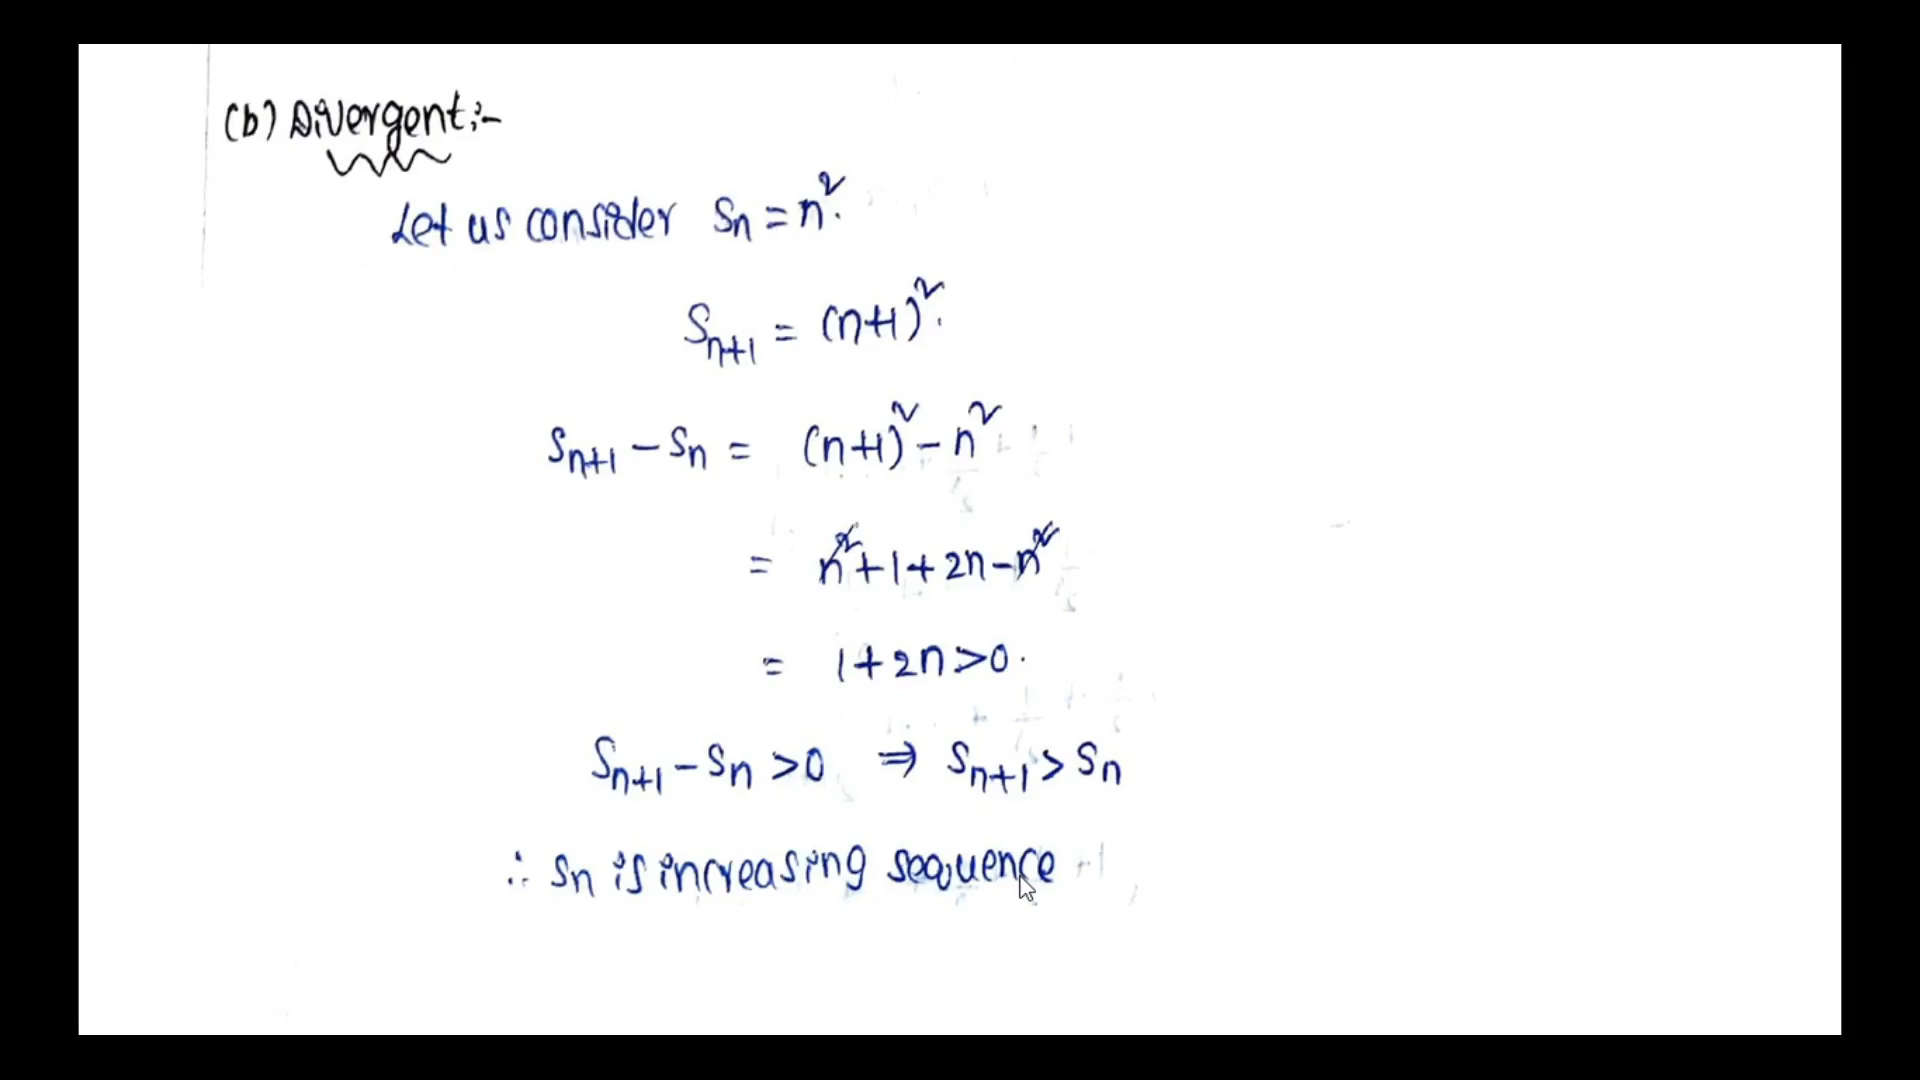 (b) Divergent:-
Let us consider Sn = n².
Sn+1 = (n+1)².
Sn+1 - Sn = (n+1)² - n²
= n²+1+2n-n²
= 1+2n>0.
Sn+1 - Sn >0 ⇒ Sn+1 > Sn
∴ Sn is increasing sequence